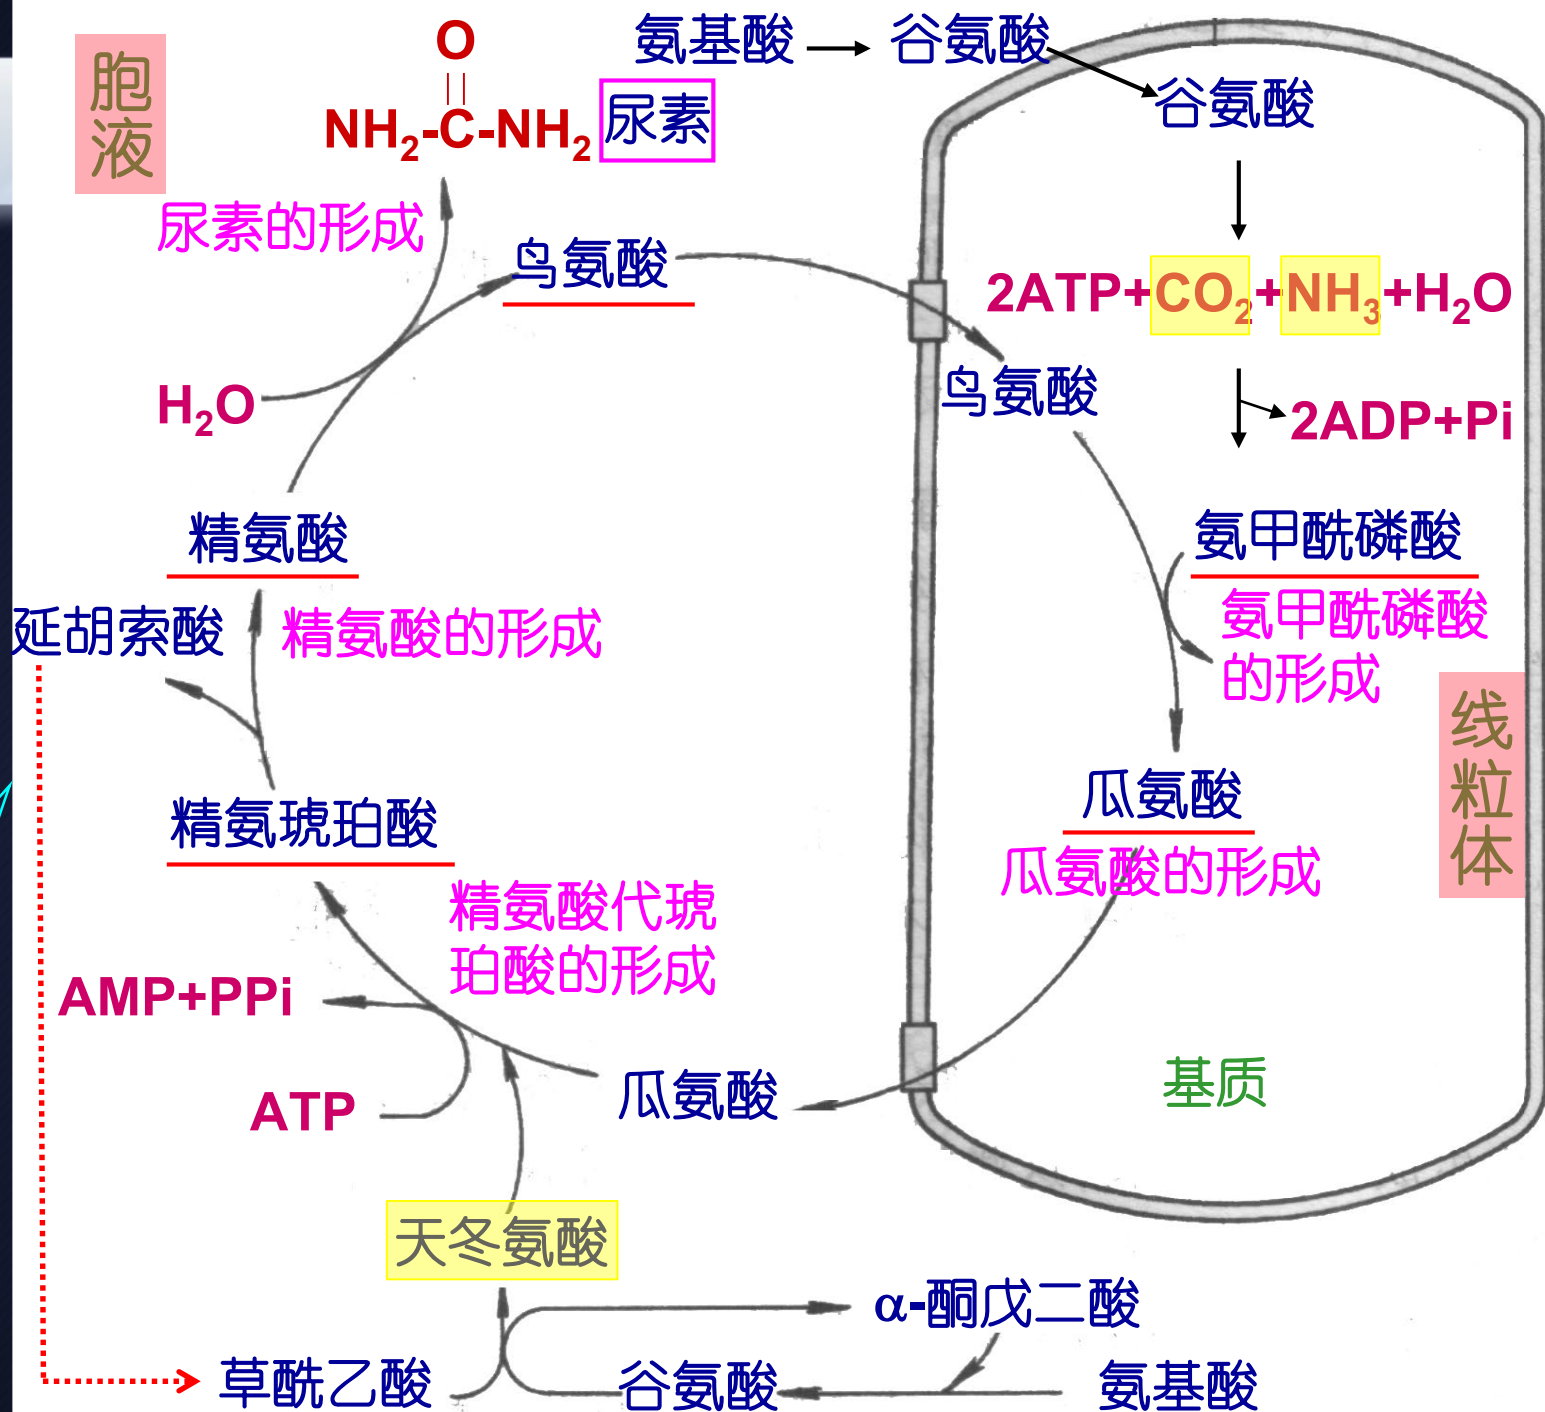 胞液
O
NH2-C-NH2
尿素
氨基酸
谷氨酸
谷氨酸
尿素的形成
鸟氨酸
2ATP+CO2+NH3+H2O
鸟氨酸
H2O
2ADP+Pi
精氨酸
氨甲酰磷酸
延胡索酸
精氨酸的形成
氨甲酰磷酸
的形成
线粒体
精氨琥珀酸
瓜氨酸
瓜氨酸的形成
精氨酸代琥
珀酸的形成
AMP+PPi
ATP
瓜氨酸
基质
天冬氨酸
α-酮戊二酸
草酰乙酸
谷氨酸
氨基酸